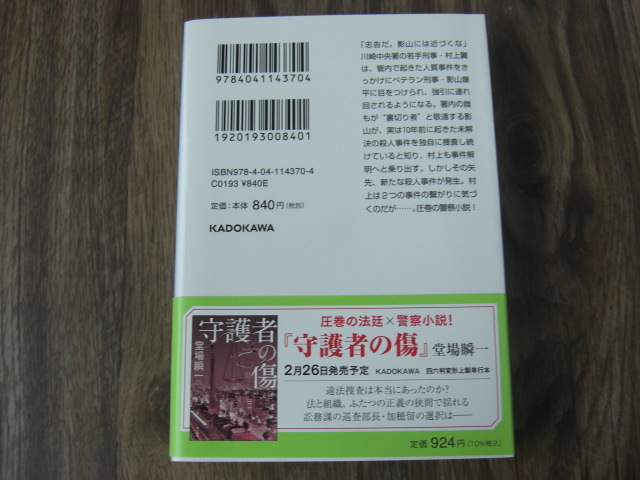 9784041143704
1920193008401
ISBN978-4-04-114370-4
C0193 ¥840E
定価：本体 840円（税別）
KADOKAWA
「忠告だ。影山には近づくな」
川崎中央署の若手刑事・村上翼
は、管内で起きた人質事件をき
っかけにベテラン刑事・影山康
平に目をつけられ、強引に連れ
回されるようになる。署内の誰
もが“裏切り者”と敬遠する影
山が、実は10年前に起きた未解
決の殺人事件を独自に捜査し続
けていると知り、村上も事件解
明へと乗り出す。しかしその矢
先、新たな殺人事件が発生。村
上は２つの事件の繋がりに気づ
くのだが……。圧巻の警察小説！
守護者の傷
堂場瞬一
圧巻の法廷×警察小説！
『守護者の傷』堂場瞬一
2月26日発売予定 KADOKAWA 四六判変形上製単行本
違法捜査は本当にあったのか？
法と組織、ふたつの正義の狭間で揺れる
訟務課の巡査部長・加穂留の選択は――
定価 924円（10%税込）